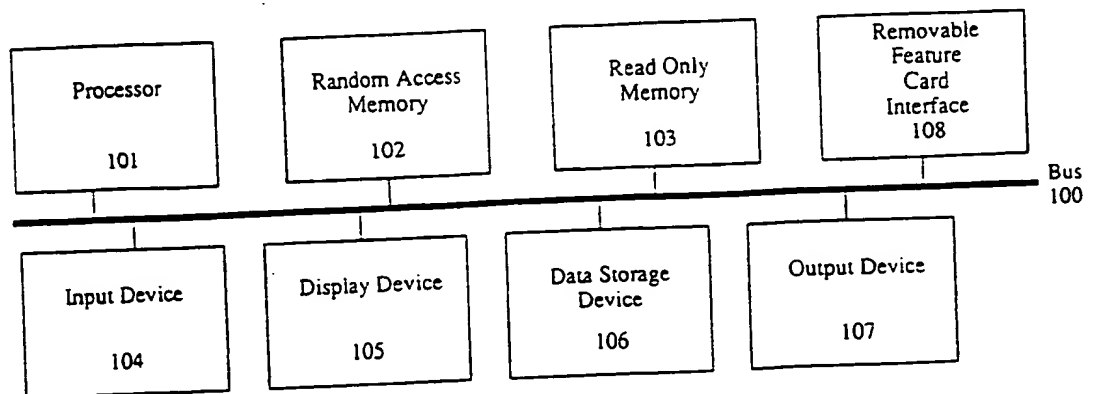 Processor
101
Random Access
Memory
102
Read Only
Memory
103
Removable
Feature
Card
Interface
108
Bus
100
Input Device
104
Display Device
105
Data Storage
Device
106
Output Device
107